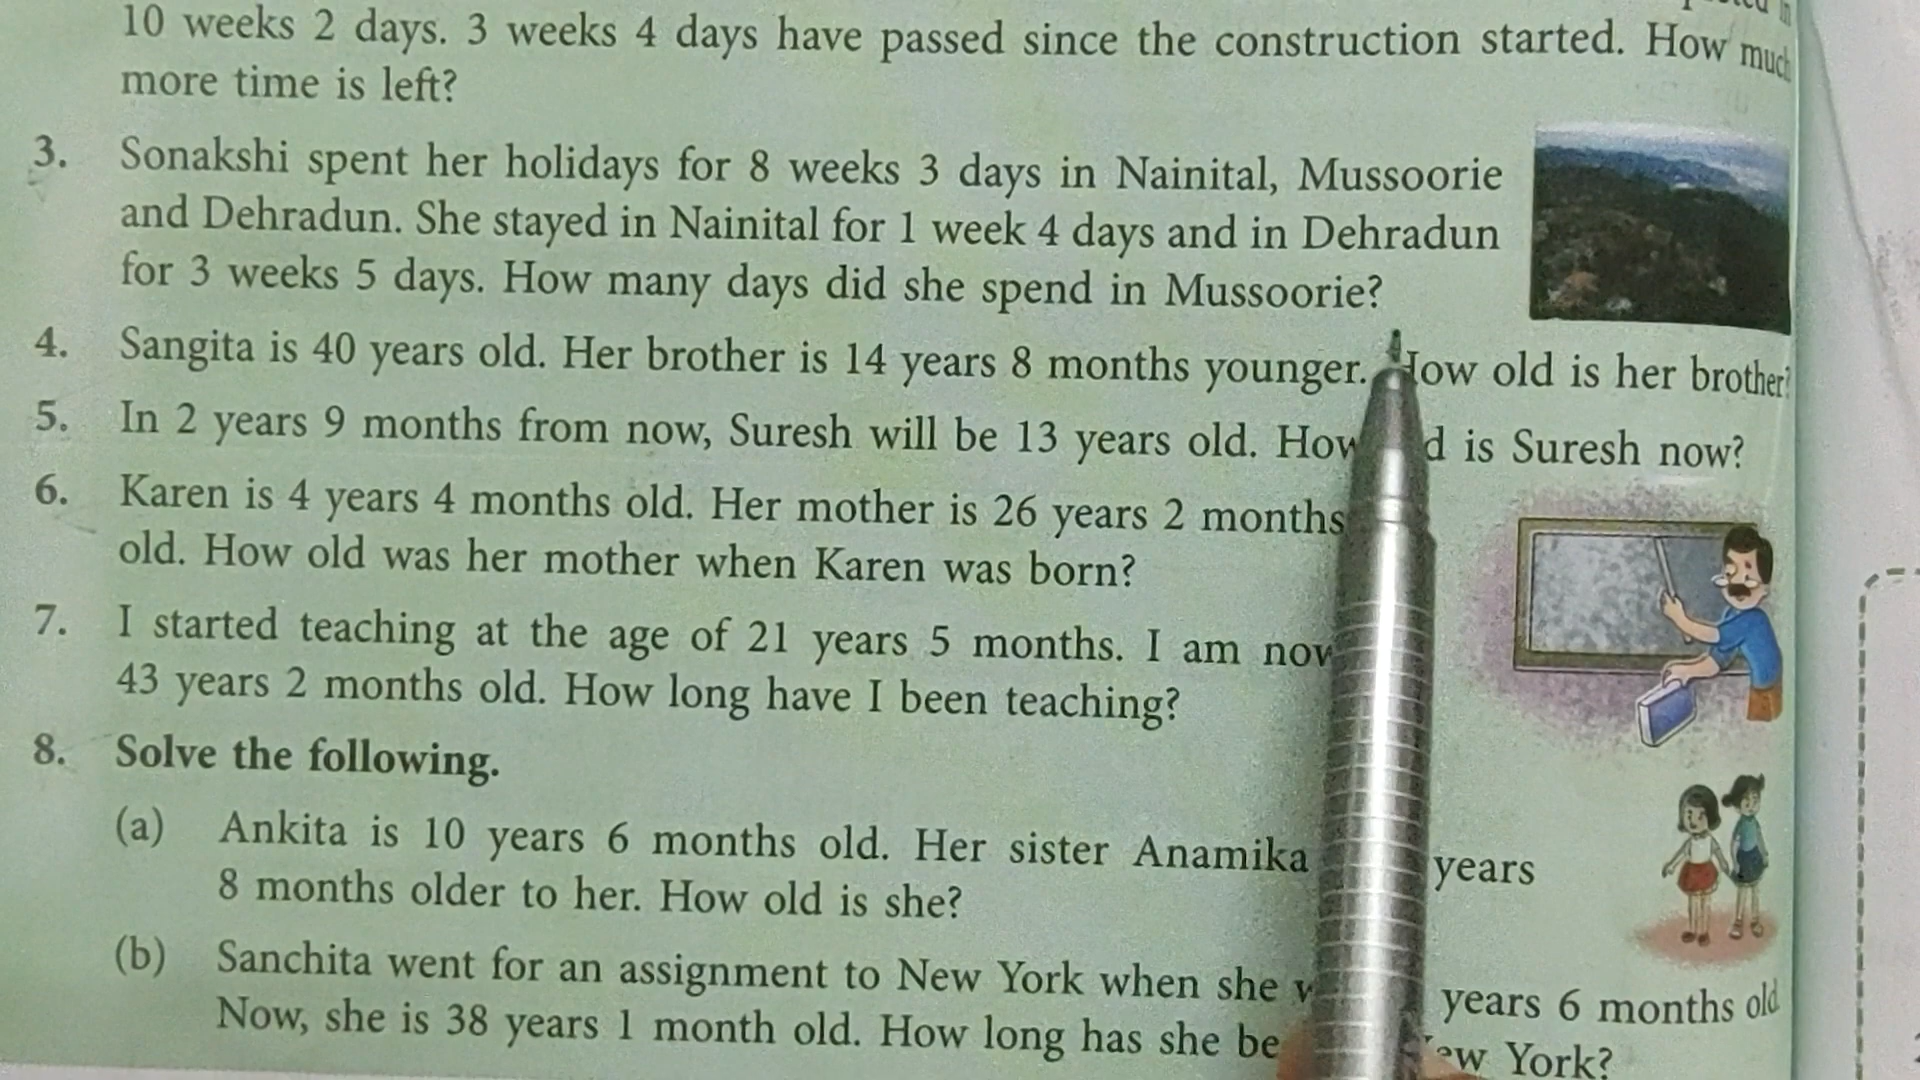 10 weeks 2 days. 3 weeks 4 days have passed since the construction started. How much
more time is left?
3. Sonakshi spent her holidays for 8 weeks 3 days in Nainital, Mussoorie
and Dehradun. She stayed in Nainital for 1 week 4 days and in Dehradun
for 3 weeks 5 days. How many days did she spend in Mussoorie?
4. Sangita is 40 years old. Her brother is 14 years 8 months younger. How old is her brother?
5. In 2 years 9 months from now, Suresh will be 13 years old. How is Suresh now?
6. Karen is 4 years 4 months old. Her mother is 26 years 2 months
old. How old was her mother when Karen was born?
7. I started teaching at the age of 21 years 5 months. I am now
43 years 2 months old. How long have I been teaching?
8. Solve the following.
(a) Ankita is 10 years 6 months old. Her sister Anamika years
8 months older to her. How old is she?
(b) Sanchita went for an assignment to New York when she years 6 months old
Now, she is 38 years 1 month old. How long has she York?